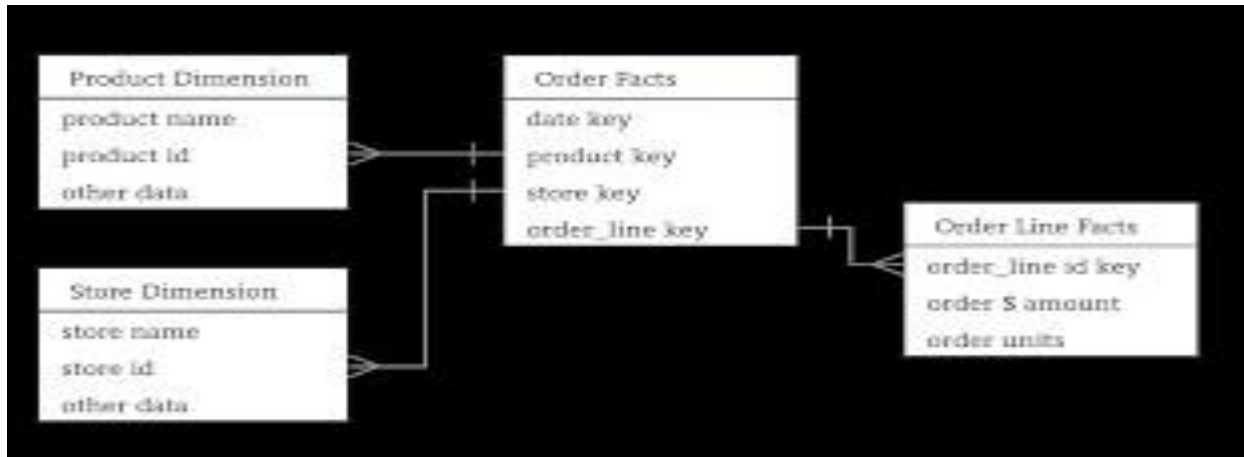 Product Dimension
product name
product id
other data
Store Dimension
store name
store id
other data
Order Facts
date key
product key
store key
order_line key
Order Line Facts
order_line id key
order $ amount
order units